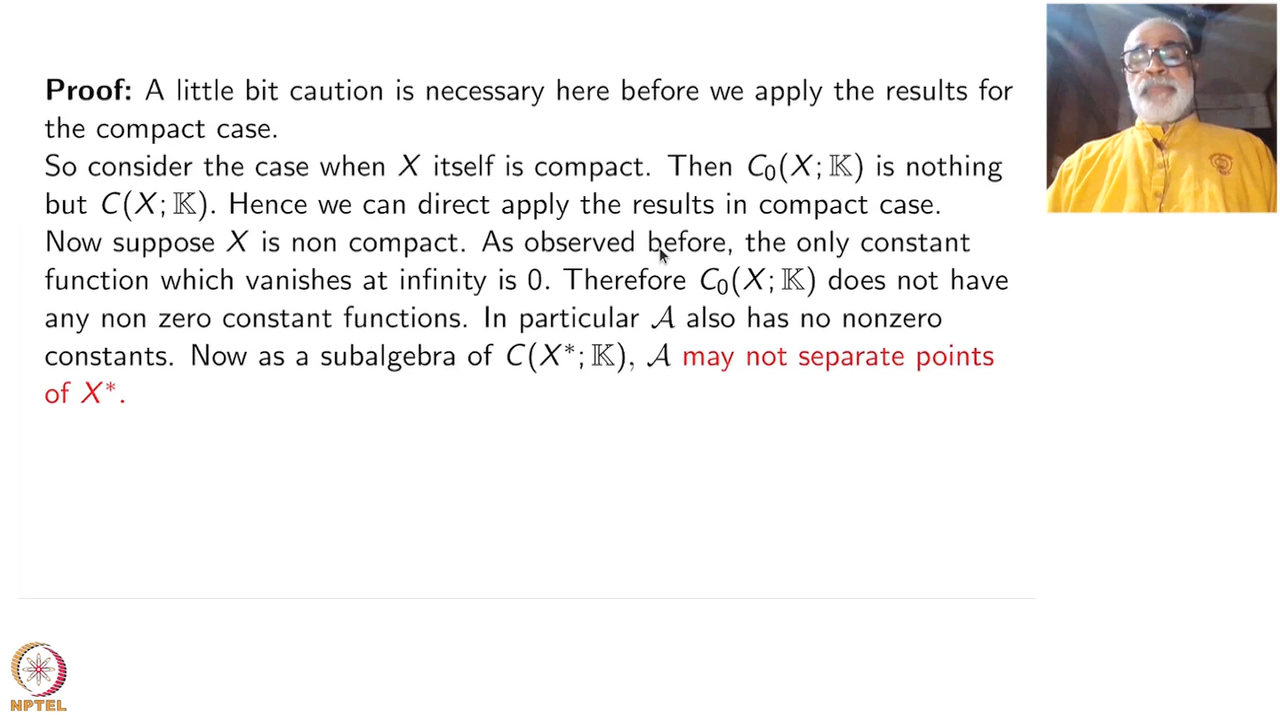 Proof: A little bit caution is necessary here before we apply the results for
the compact case.
So consider the case when X itself is compact. Then C₀(X; 𝕂) is nothing
but C(X; 𝕂). Hence we can direct apply the results in compact case.
Now suppose X is non compact. As observed before, the only constant
function which vanishes at infinity is 0. Therefore C₀(X; 𝕂) does not have
any non zero constant functions. In particular 𝒜 also has no nonzero
constants. Now as a subalgebra of C(X*; 𝕂), 𝒜 may not separate points
of X*.
NPTEL